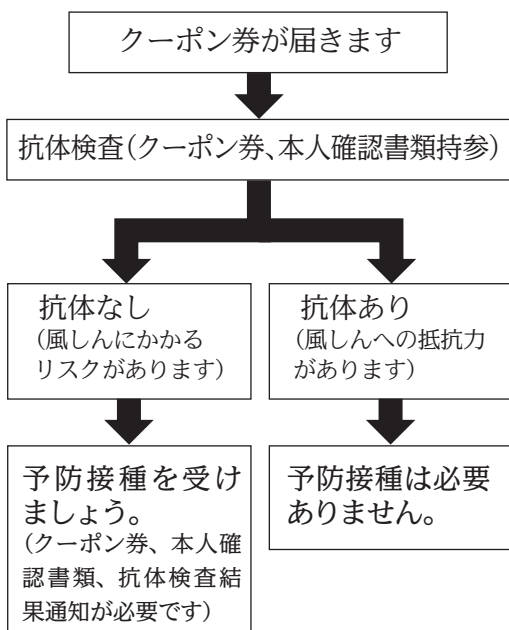 クーポン券が届きます
抗体検査(クーポン券、本人確認書類持参)
抗体なし
(風しんにかかる
リスクがあります)
抗体あり
(風しんへの抵抗力
があります)
予防接種を受け
ましょう。
(クーポン券、本人確
認書類、抗体検査結
果通知が必要です)
予防接種は必要
ありません。